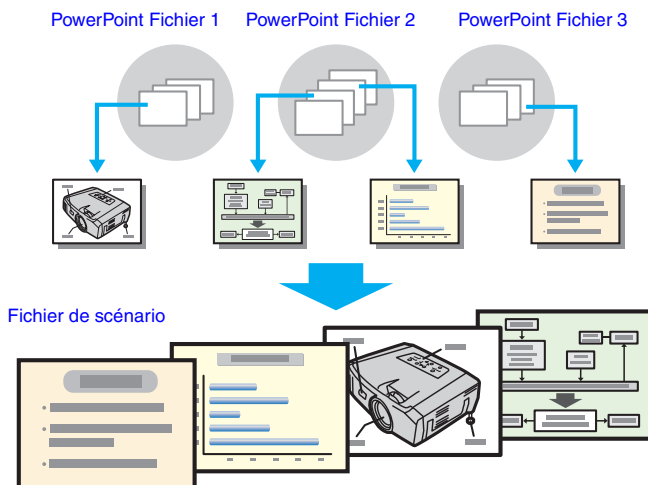 PowerPoint Fichier 1
PowerPoint Fichier 2
PowerPoint Fichier 3
Fichier de scénario